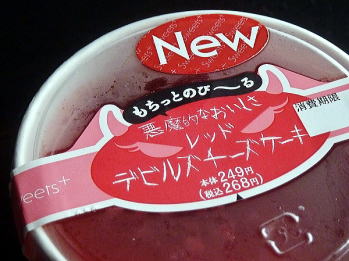 New
もちっとのび〜る
悪魔的なおいしさ
レッド
デビルズチーズケーキ
本体249円
(税込268円)
消費期限
weets+